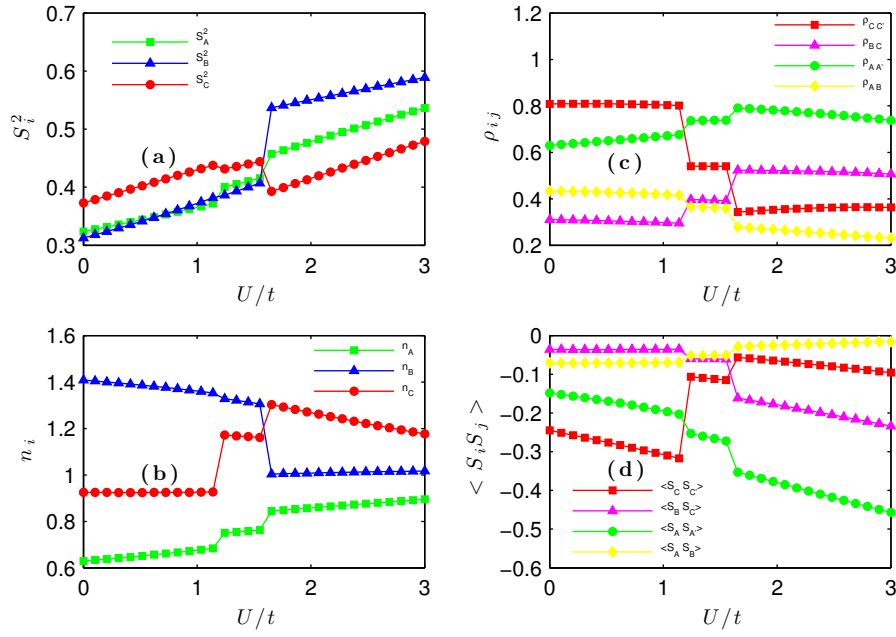 S_A^2
S_B^2
S_C^2
(a)
S_i^2
0.7
0.6
0.5
0.4
0.3
0 1 2 3
U/t
ρ_CC'
ρ_BC
ρ_AA'
ρ_AB
(c)
ρ_ij
1.2
1
0.8
0.6
0.4
0.2
0 1 2 3
U/t
n_A
n_B
n_C
(b)
n_i
1.6
1.4
1.2
1
0.8
0.6
0 1 2 3
U/t
(d)
<S_C S_C'>
<S_B S_C>
<S_A S_A'>
<S_A S_B>
< S_i S_j >
0
−0.1
−0.2
−0.3
−0.4
−0.5
−0.6
0 1 2 3
U/t